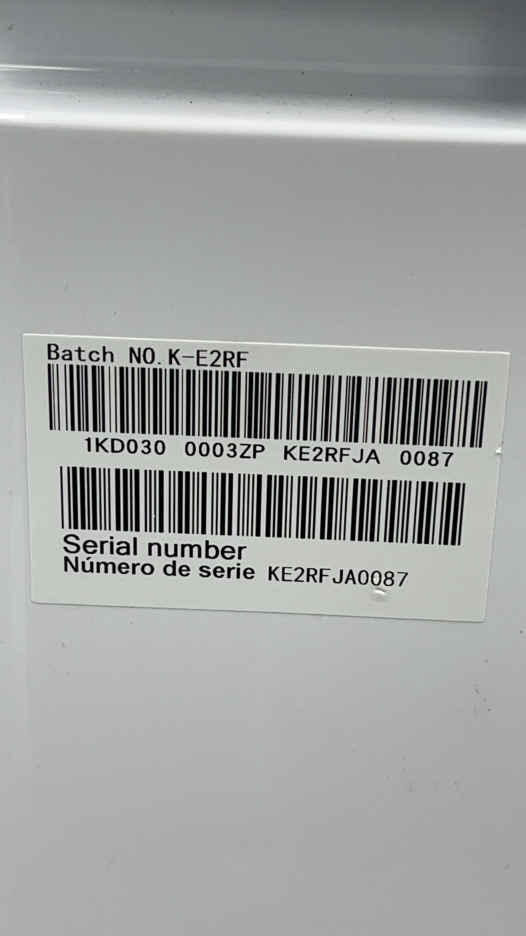 Batch NO. K-E2RF
1KD030 0003ZP KE2RFJA 0087
Serial number
Número de serie KE2RFJA0087